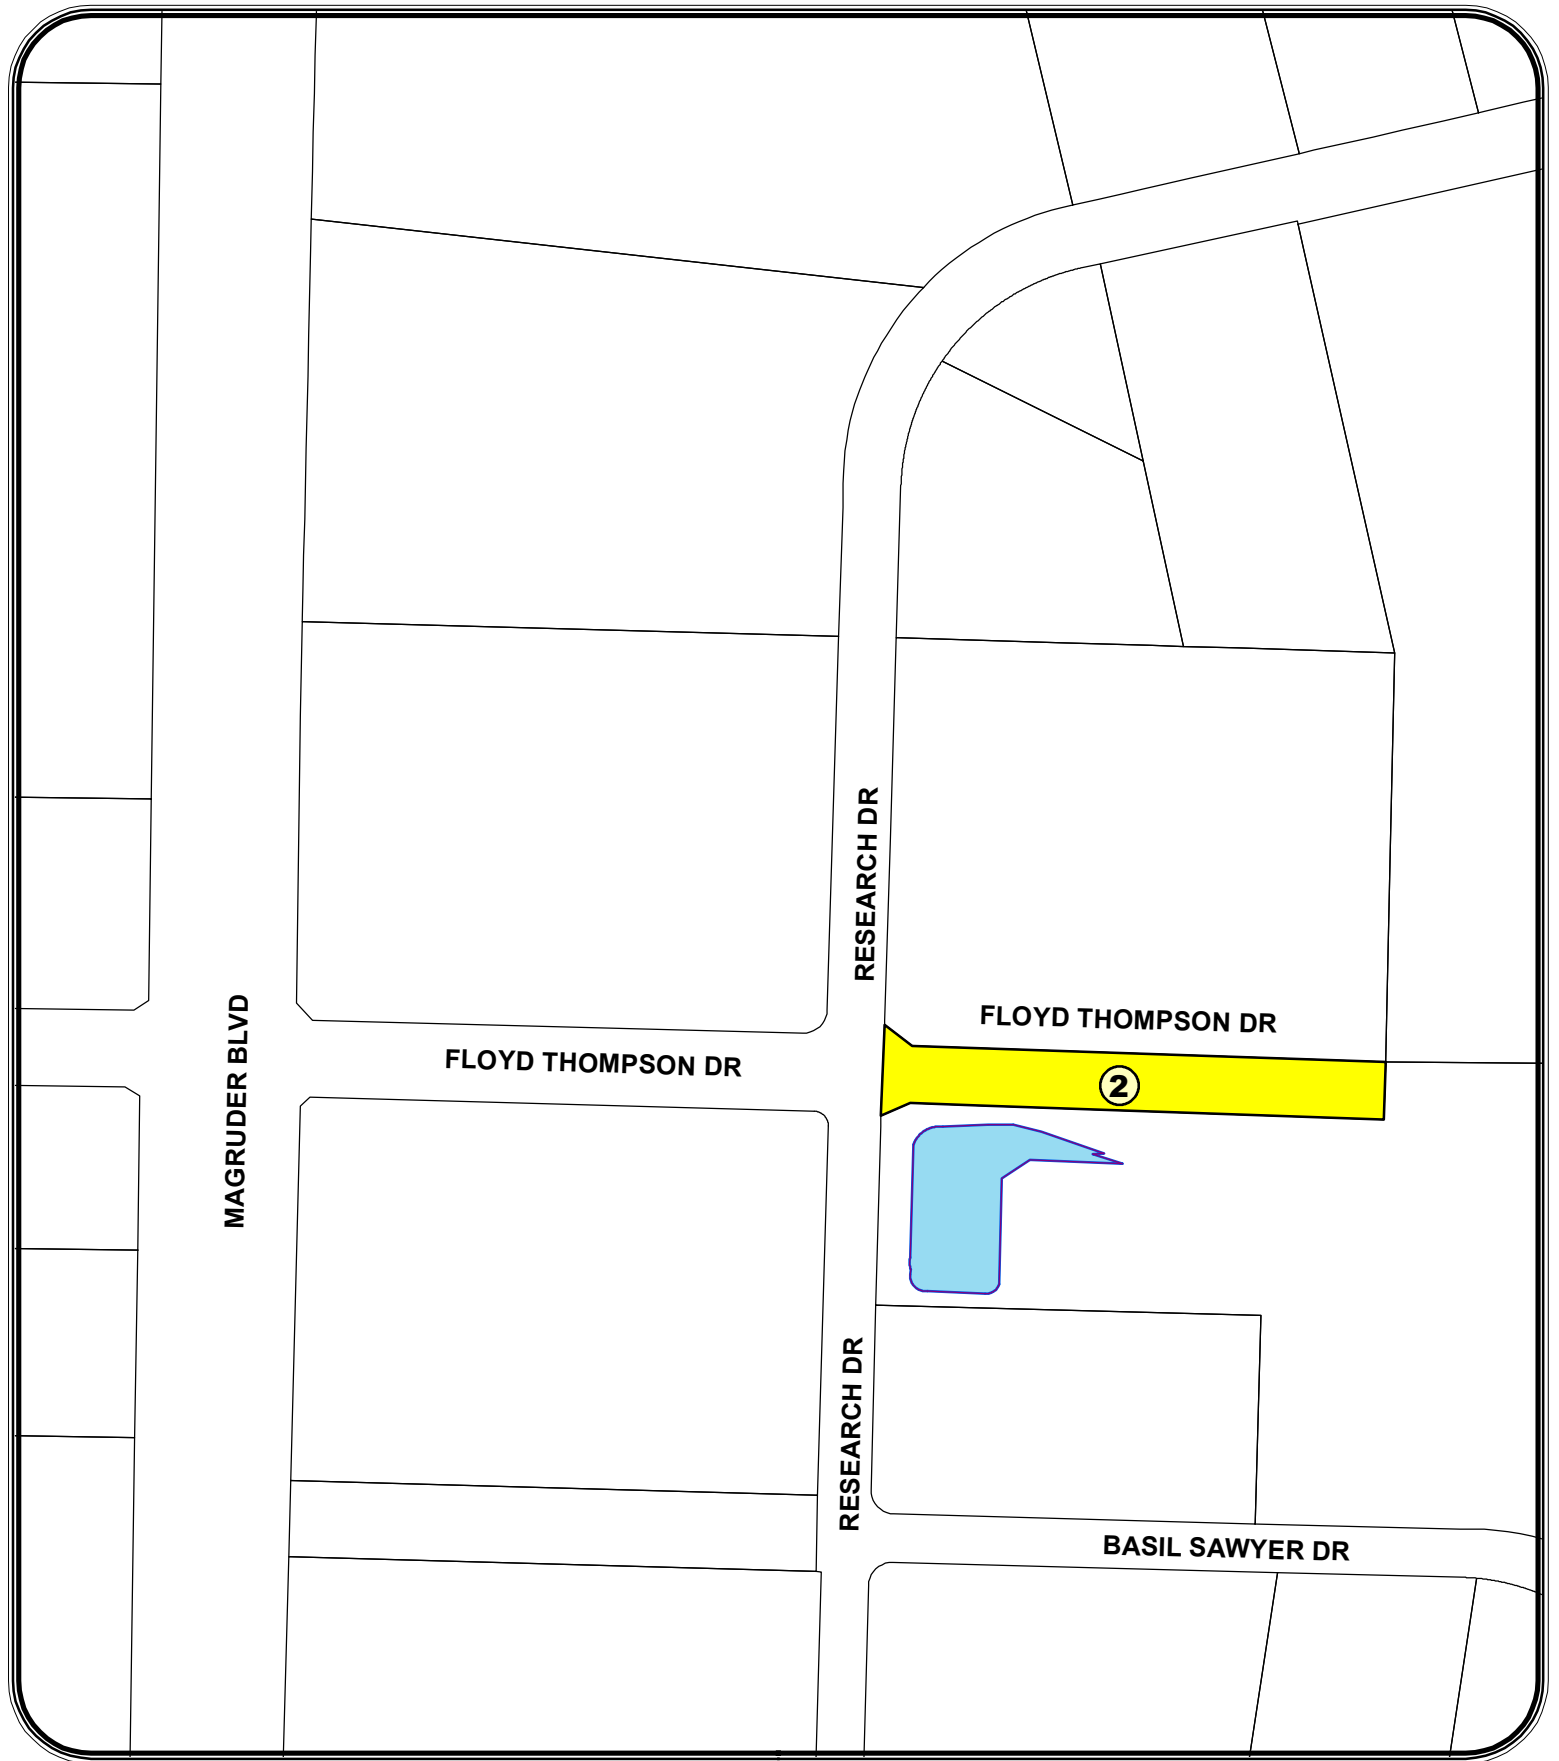 RESEARCH DR
FLOYD THOMPSON DR
MAGRUDER BLVD
FLOYD THOMPSON DR
2
RESEARCH DR
BASIL SAWYER DR